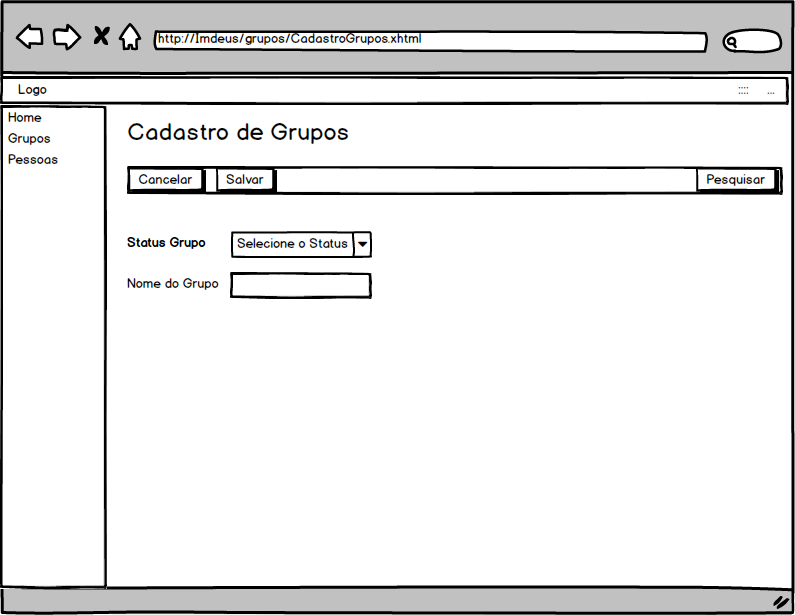 http://Imdeus/grupos/CadastroGrupos.xhtml
Logo
:::: ...
Home
Grupos
Pessoas
Cadastro de Grupos
Cancelar Salvar Pesquisar
Status Grupo Selecione o Status
Nome do Grupo